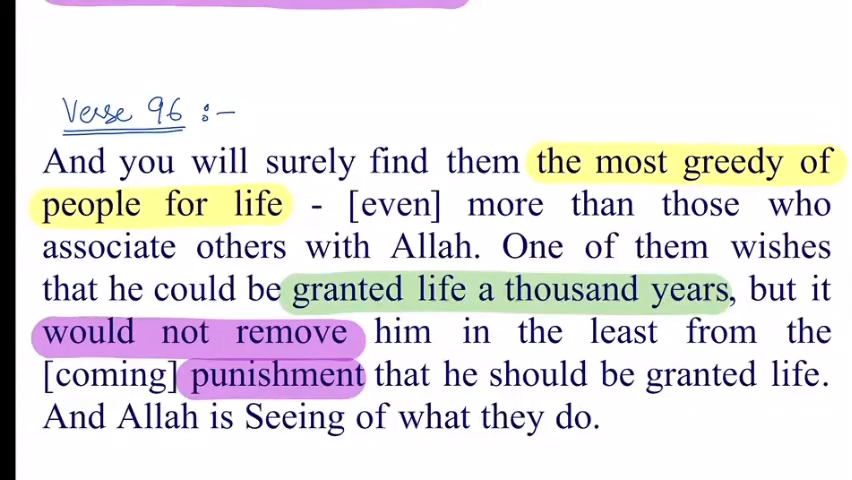 Verse 96 :-
And you will surely find them the most greedy of
people for life - [even] more than those who
associate others with Allah. One of them wishes
that he could be granted life a thousand years, but it
would not remove him in the least from the
[coming] punishment that he should be granted life.
And Allah is Seeing of what they do.